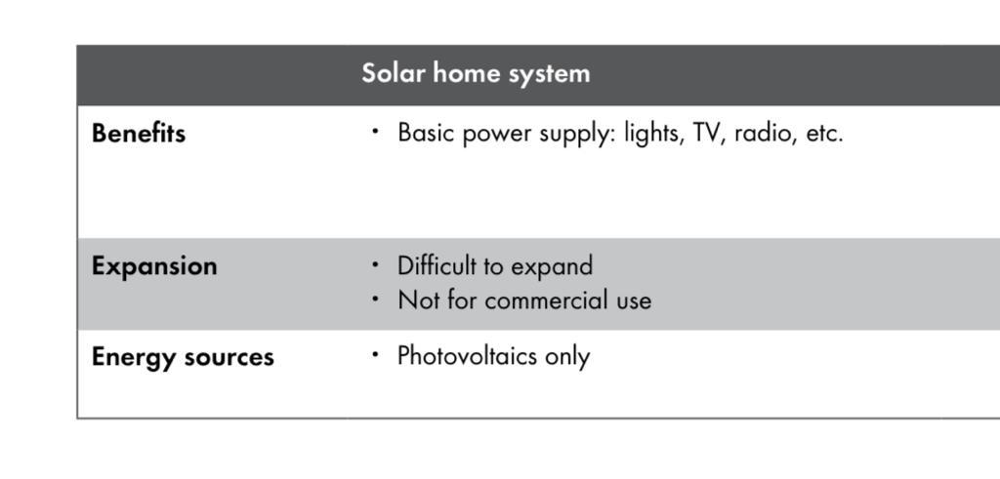 Solar home system
Benefits
• Basic power supply: lights, TV, radio, etc.
Expansion
• Difficult to expand
• Not for commercial use
Energy sources
• Photovoltaics only